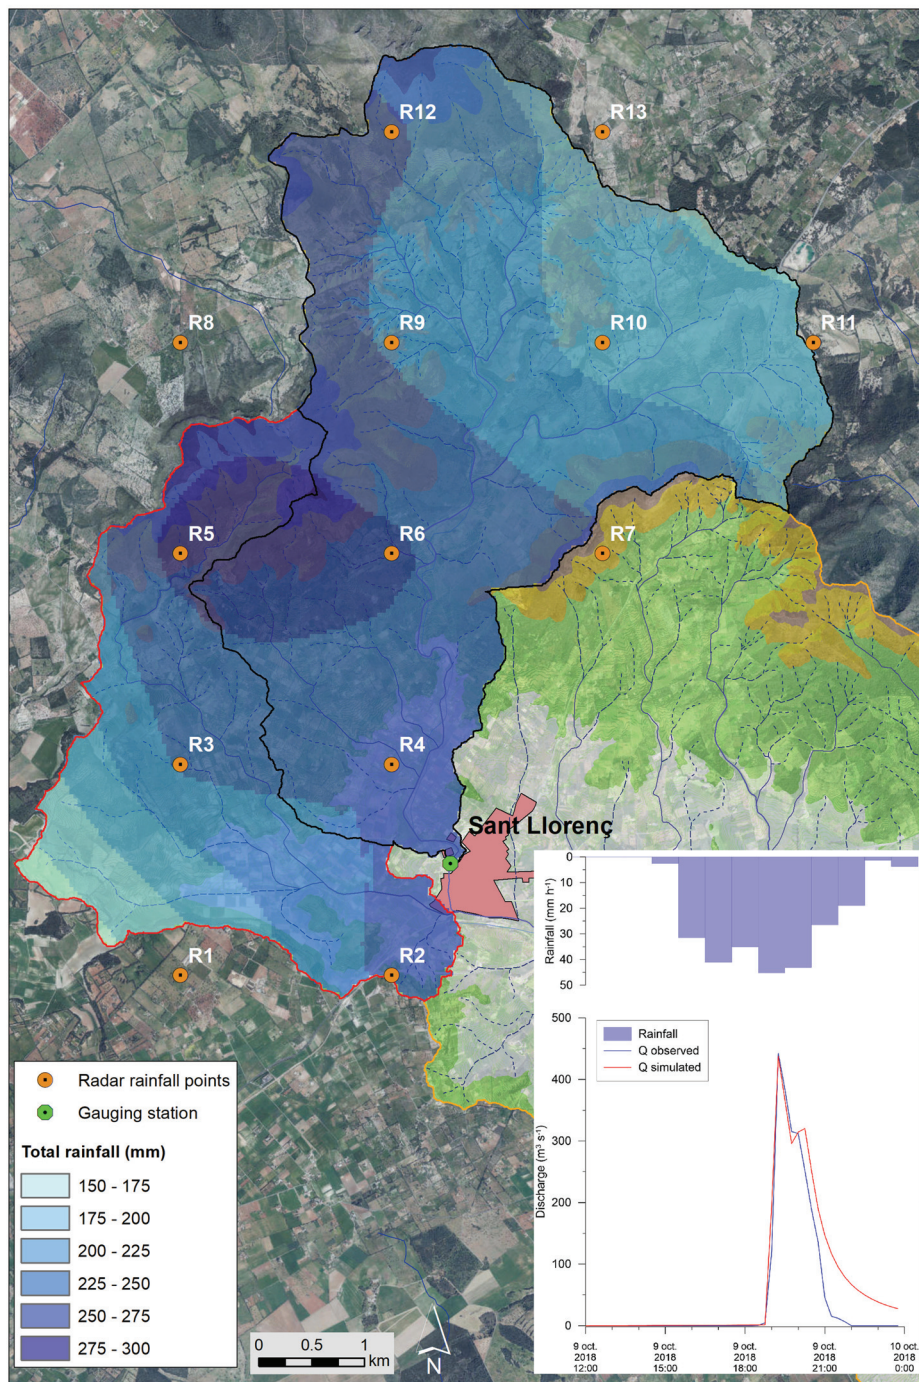 R12
R13
R8
R9
R10
R11
R5
R6
R7
R3
R4
Sant Llorenç
R1
R2
Radar rainfall points
Gauging station
Total rainfall (mm)
150 - 175
175 - 200
200 - 225
225 - 250
250 - 275
275 - 300
0 0.5 1
km
N
Rainfall (mm h⁻¹)
0
10
20
30
40
50
Discharge (m³ s⁻¹)
500
400
300
200
100
0
Rainfall
Q observed
Q simulated
9 oct. 2018 12:00
9 oct. 2018 15:00
9 oct. 2018 18:00
9 oct. 2018 21:00
10 oct. 2018 0:00